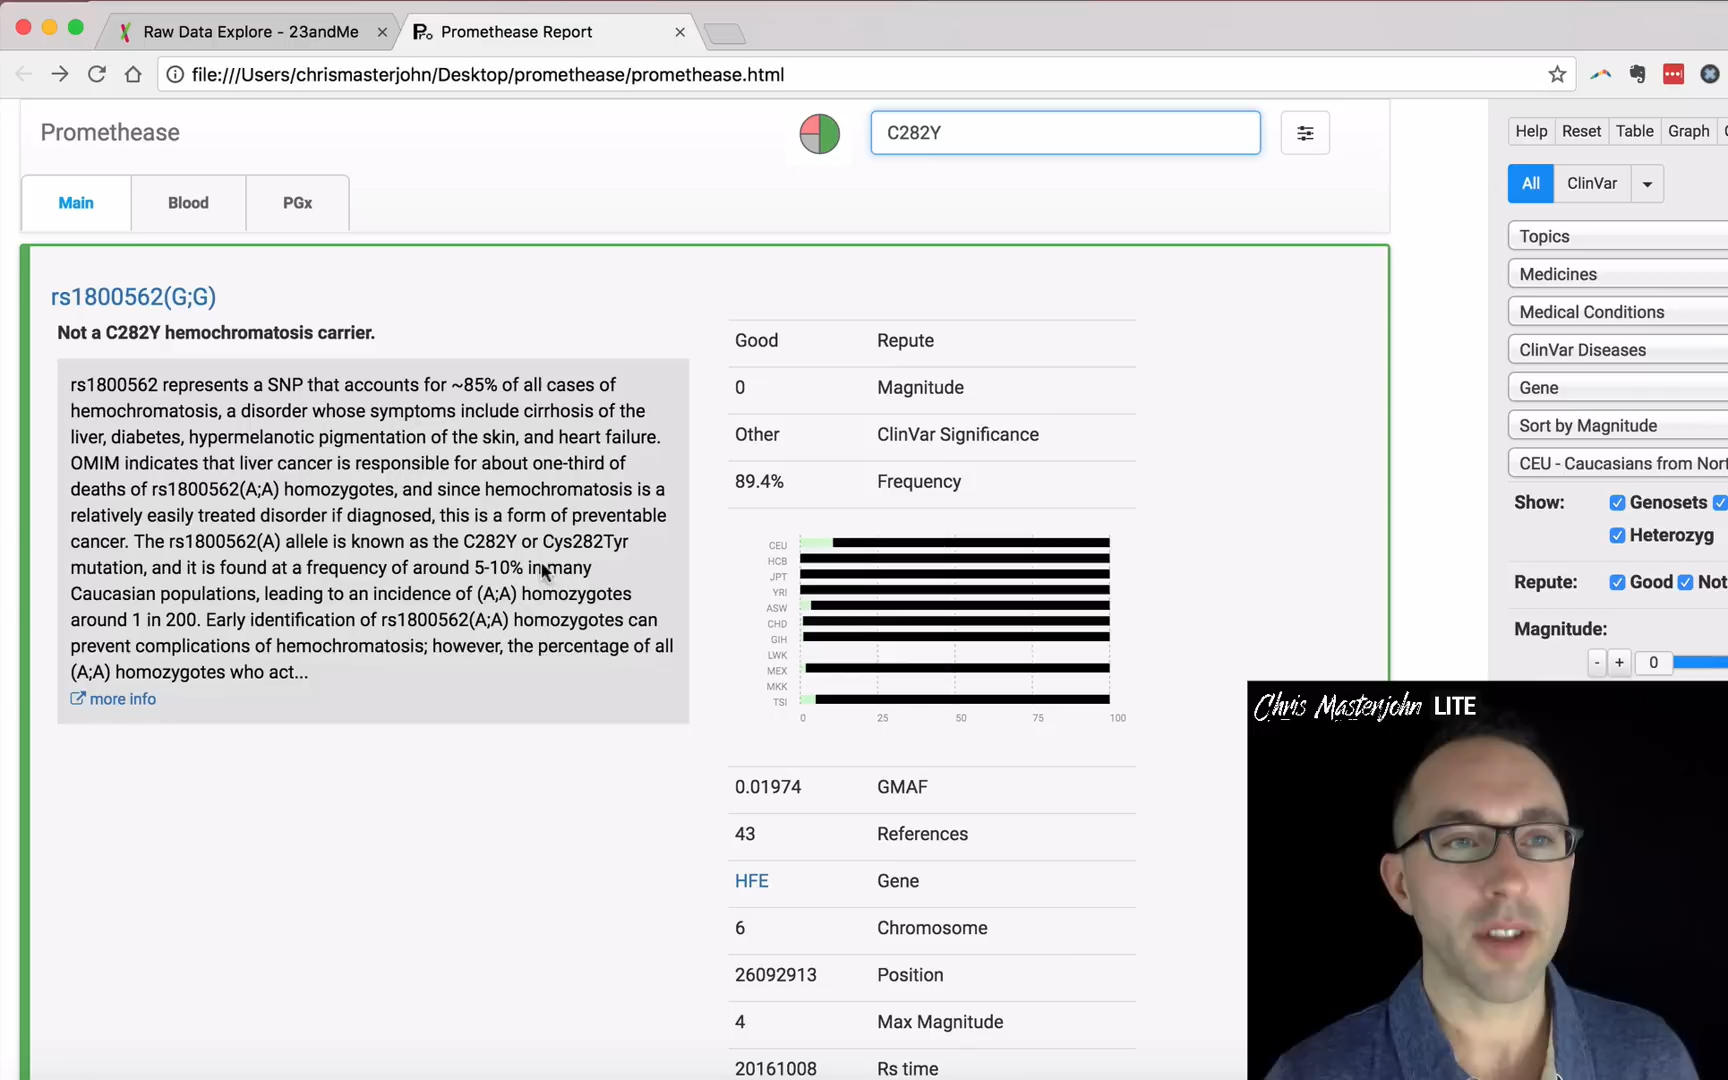 Raw Data Explore - 23andMe
Promethease Report
file:///Users/chrismasterjohn/Desktop/promethease/promethease.html
Promethease
C282Y
Help Reset Table Graph
Main Blood PGx
All ClinVar
Topics
Medicines
Medical Conditions
ClinVar Diseases
Gene
Sort by Magnitude
CEU - Caucasians from Nort
Show: Genosets
Heterozyg
Repute: Good Not
Magnitude:
- + 0
rs1800562(G;G)
Not a C282Y hemochromatosis carrier.
rs1800562 represents a SNP that accounts for ~85% of all cases of
hemochromatosis, a disorder whose symptoms include cirrhosis of the
liver, diabetes, hypermelanotic pigmentation of the skin, and heart failure.
OMIM indicates that liver cancer is responsible for about one-third of
deaths of rs1800562(A;A) homozygotes, and since hemochromatosis is a
relatively easily treated disorder if diagnosed, this is a form of preventable
cancer. The rs1800562(A) allele is known as the C282Y or Cys282Tyr
mutation, and it is found at a frequency of around 5-10% in many
Caucasian populations, leading to an incidence of (A;A) homozygotes
around 1 in 200. Early identification of rs1800562(A;A) homozygotes can
prevent complications of hemochromatosis; however, the percentage of all
(A;A) homozygotes who act...
more info
Good Repute
0 Magnitude
Other ClinVar Significance
89.4% Frequency
CEU
HCB
JPT
YRI
ASW
CHD
GIH
LWK
MEX
MKK
TSI
0 25 50 75 100
0.01974 GMAF
43 References
HFE Gene
6 Chromosome
26092913 Position
4 Max Magnitude
20161008 Rs time
Chris Masterjohn LITE